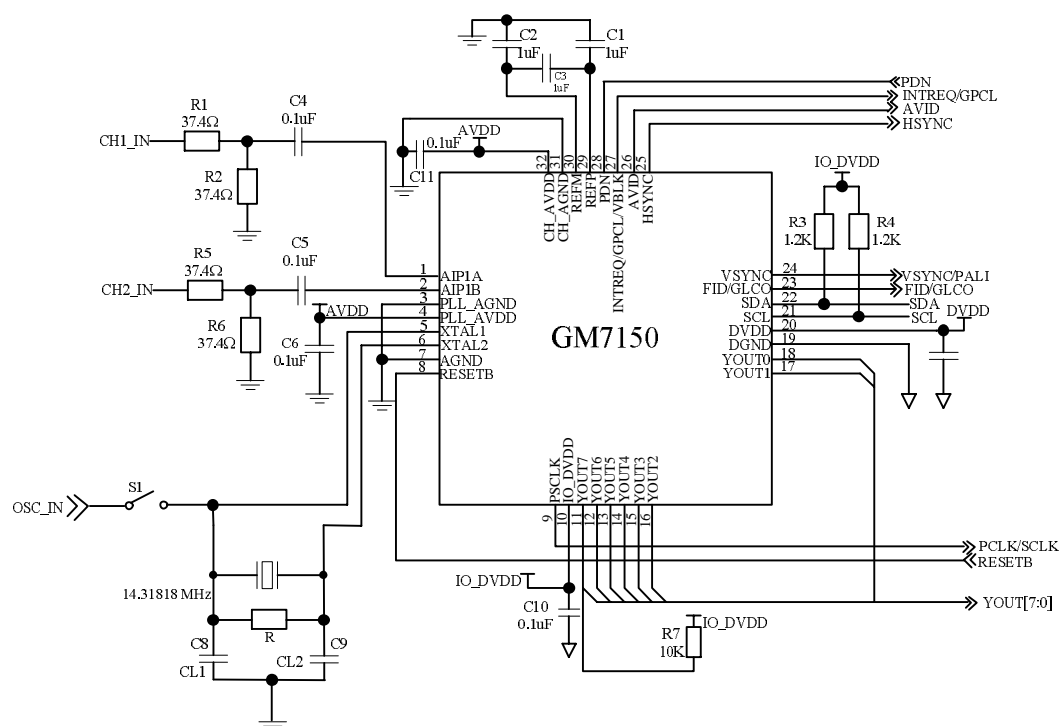 C2
1uF
C1
1uF
C3
1uF
PDN
INTREQ/GPCL
AVID
HSYNC
R1
37.4Ω
C4
0.1uF
CH1_IN
R2
37.4Ω
0.1uF
AVDD
C11
32
31
30
29
28
27
26
25
CH_AVDD
CH_AGND
REFM
REFP
PDN
INTREQ/GPCL/VBLK
AVID
HSYNC
IO_DVDD
R3
1.2K
R4
1.2K
R5
37.4Ω
C5
0.1uF
CH2_IN
R6
37.4Ω
AVDD
C6
0.1uF
1
2
3
4
5
6
7
8
AIP1A
AIP1B
PLL_AGND
PLL_AVDD
XTAL1
XTAL2
AGND
RESETB
GM7150
VSYNC
FID/GLCO
SDA
SCL
DVDD
DGND
YOUT0
YOUT1
24
23
22
21
20
19
18
17
VSYNC/PALI
FID/GLCO
SDA
SCL
DVDD
PSCLK
IO_DVDD
YOUT7
YOUT6
YOUT5
YOUT4
YOUT3
YOUT2
9
10
11
12
13
14
15
16
OSC_IN
S1
14.31818 MHz
R
C8
CL1
C9
CL2
PCLK/SCLK
RESETB
IO_DVDD
C10
0.1uF
YOUT[7:0]
IO_DVDD
R7
10K